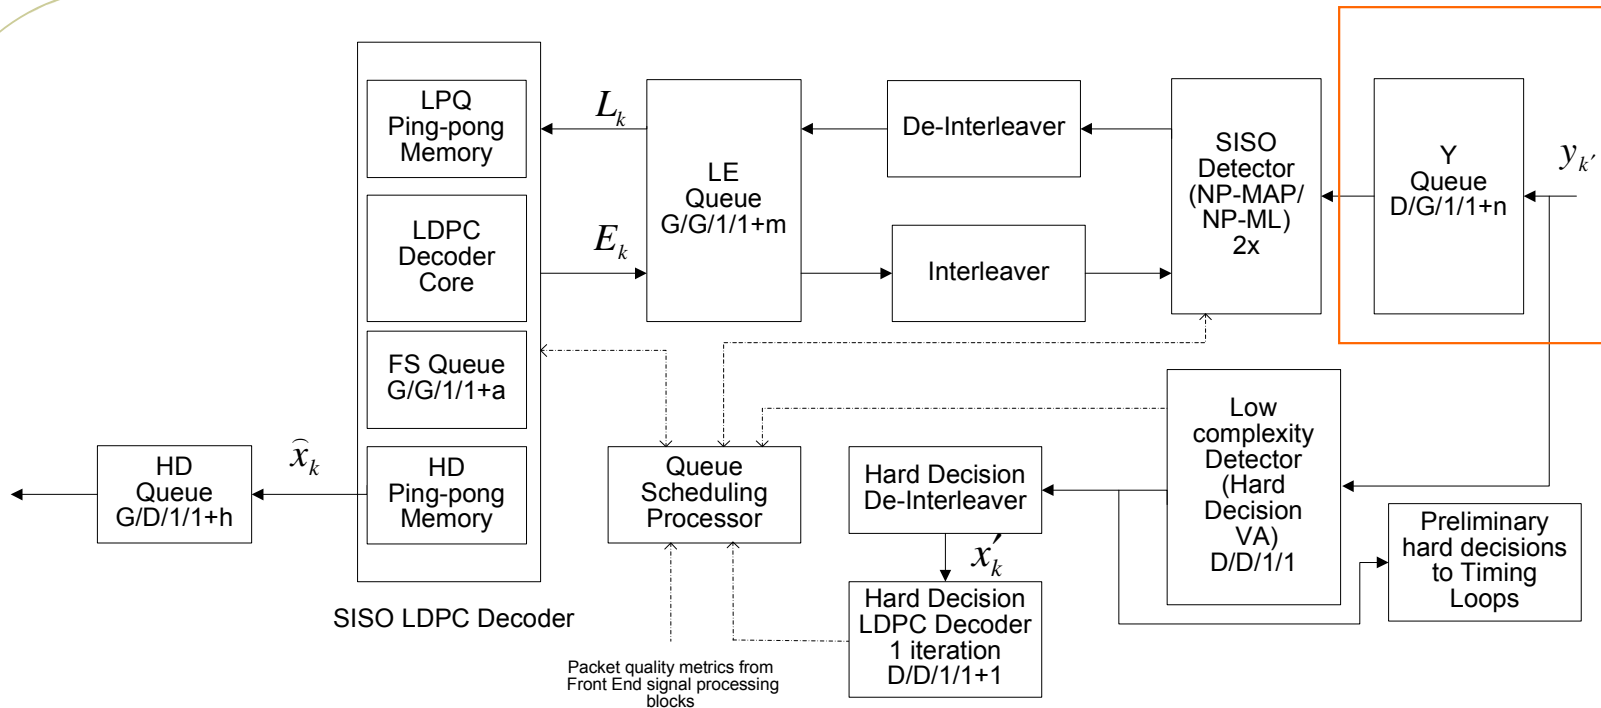 LPQ
Ping-pong
Memory
LDPC
Decoder
Core
FS Queue
G/G/1/1+a
HD
Ping-pong
Memory
SISO LDPC Decoder
HD
Queue
G/D/1/1+h
x̂_k
L_k
E_k
LE
Queue
G/G/1/1+m
De-Interleaver
Interleaver
SISO
Detector
(NP-MAP/
NP-ML)
2x
Y
Queue
D/G/1/1+n
y_k′
Queue
Scheduling
Processor
Packet quality metrics from
Front End signal processing
blocks
Hard Decision
De-Interleaver
x′_k
Hard Decision
LDPC Decoder
1 iteration
D/D/1/1+1
Low
complexity
Detector
(Hard
Decision
VA)
D/D/1/1
Preliminary
hard decisions
to Timing
Loops